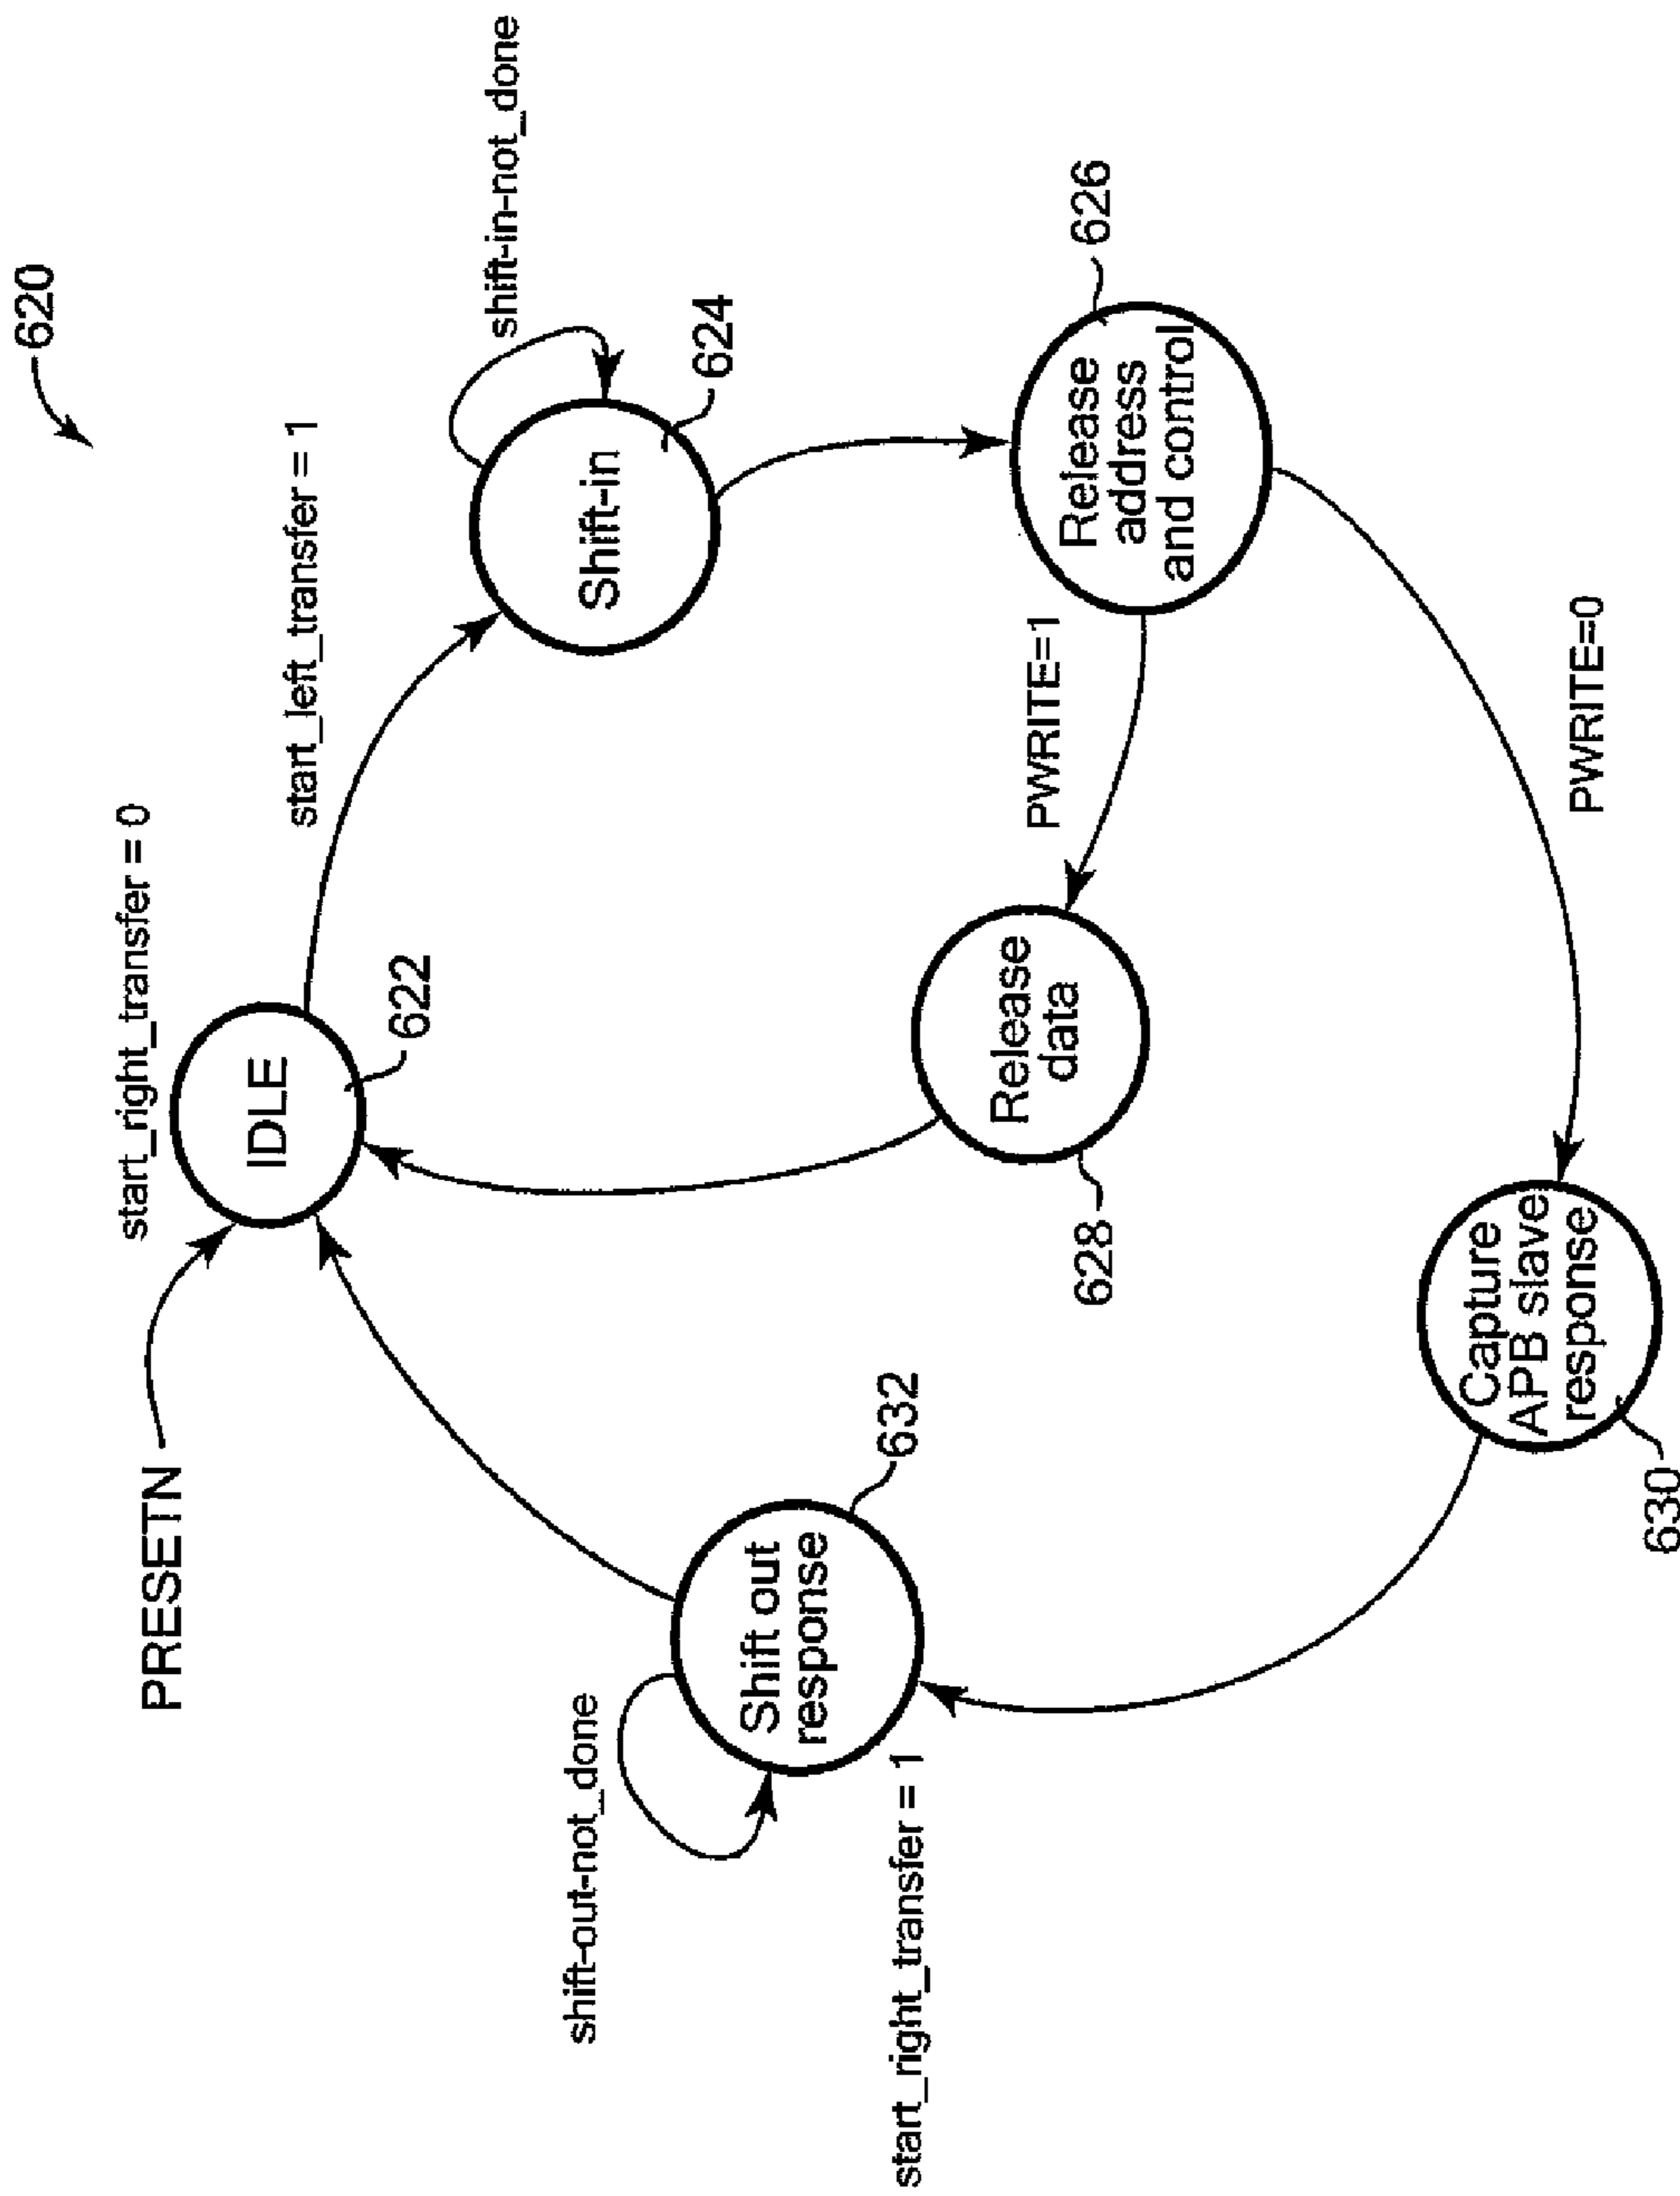 620
PRESETN
start_right_transfer = 0
IDLE
622
start_left_transfer = 1
shift-in-not_done
Shift-in
624
shift-out-not_done
Shift out
response
632
start_right_transfer = 1
Release
data
628
PWRITE=1
Release
address
and control
626
PWRITE=0
Capture
APB slave
response
630